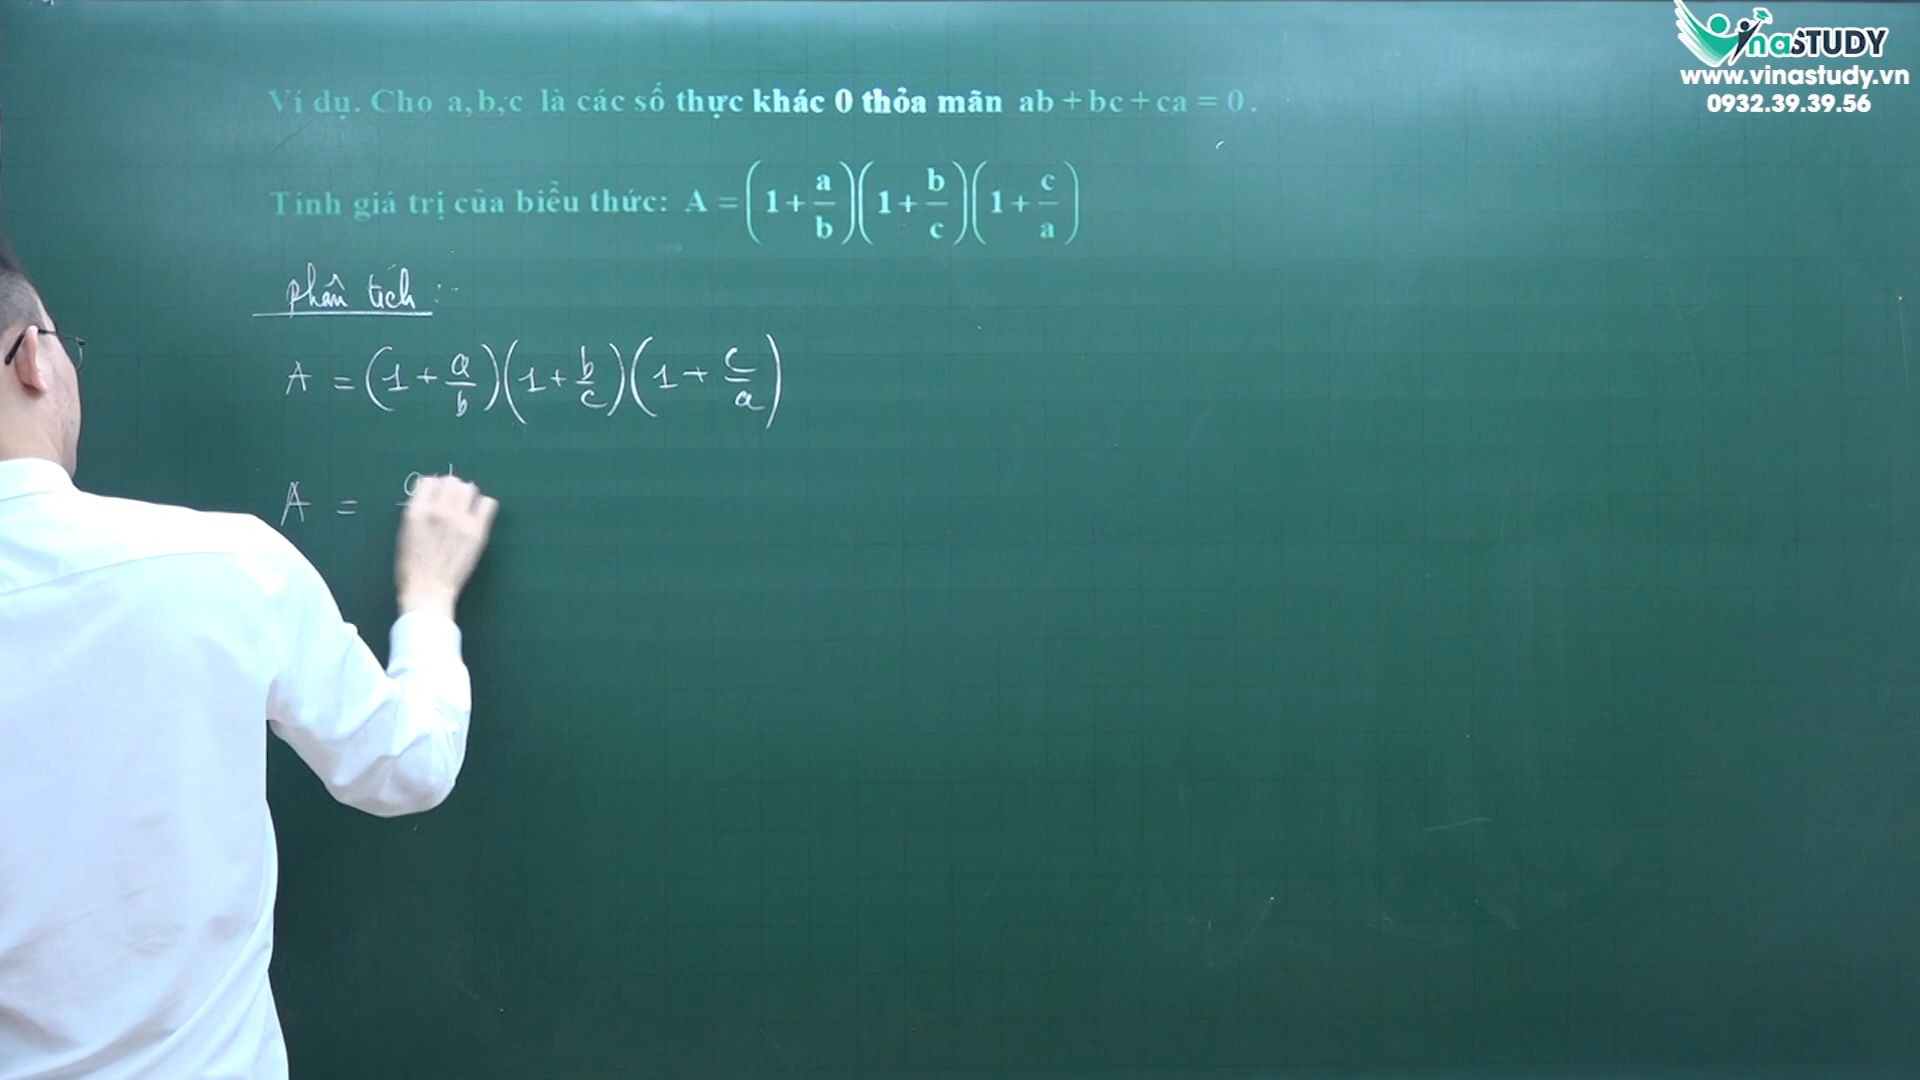 VinaSTUDY
www.vinastudy.vn
0932.39.39.56
Ví dụ. Cho a,b,c là các số thực khác 0 thỏa mãn ab + bc + ca = 0.
Tính giá trị của biểu thức: A = (1 + a/b)(1 + b/c)(1 + c/a)
phân tích :
A = (1 + a/b)(1 + b/c)(1 + c/a)
A =